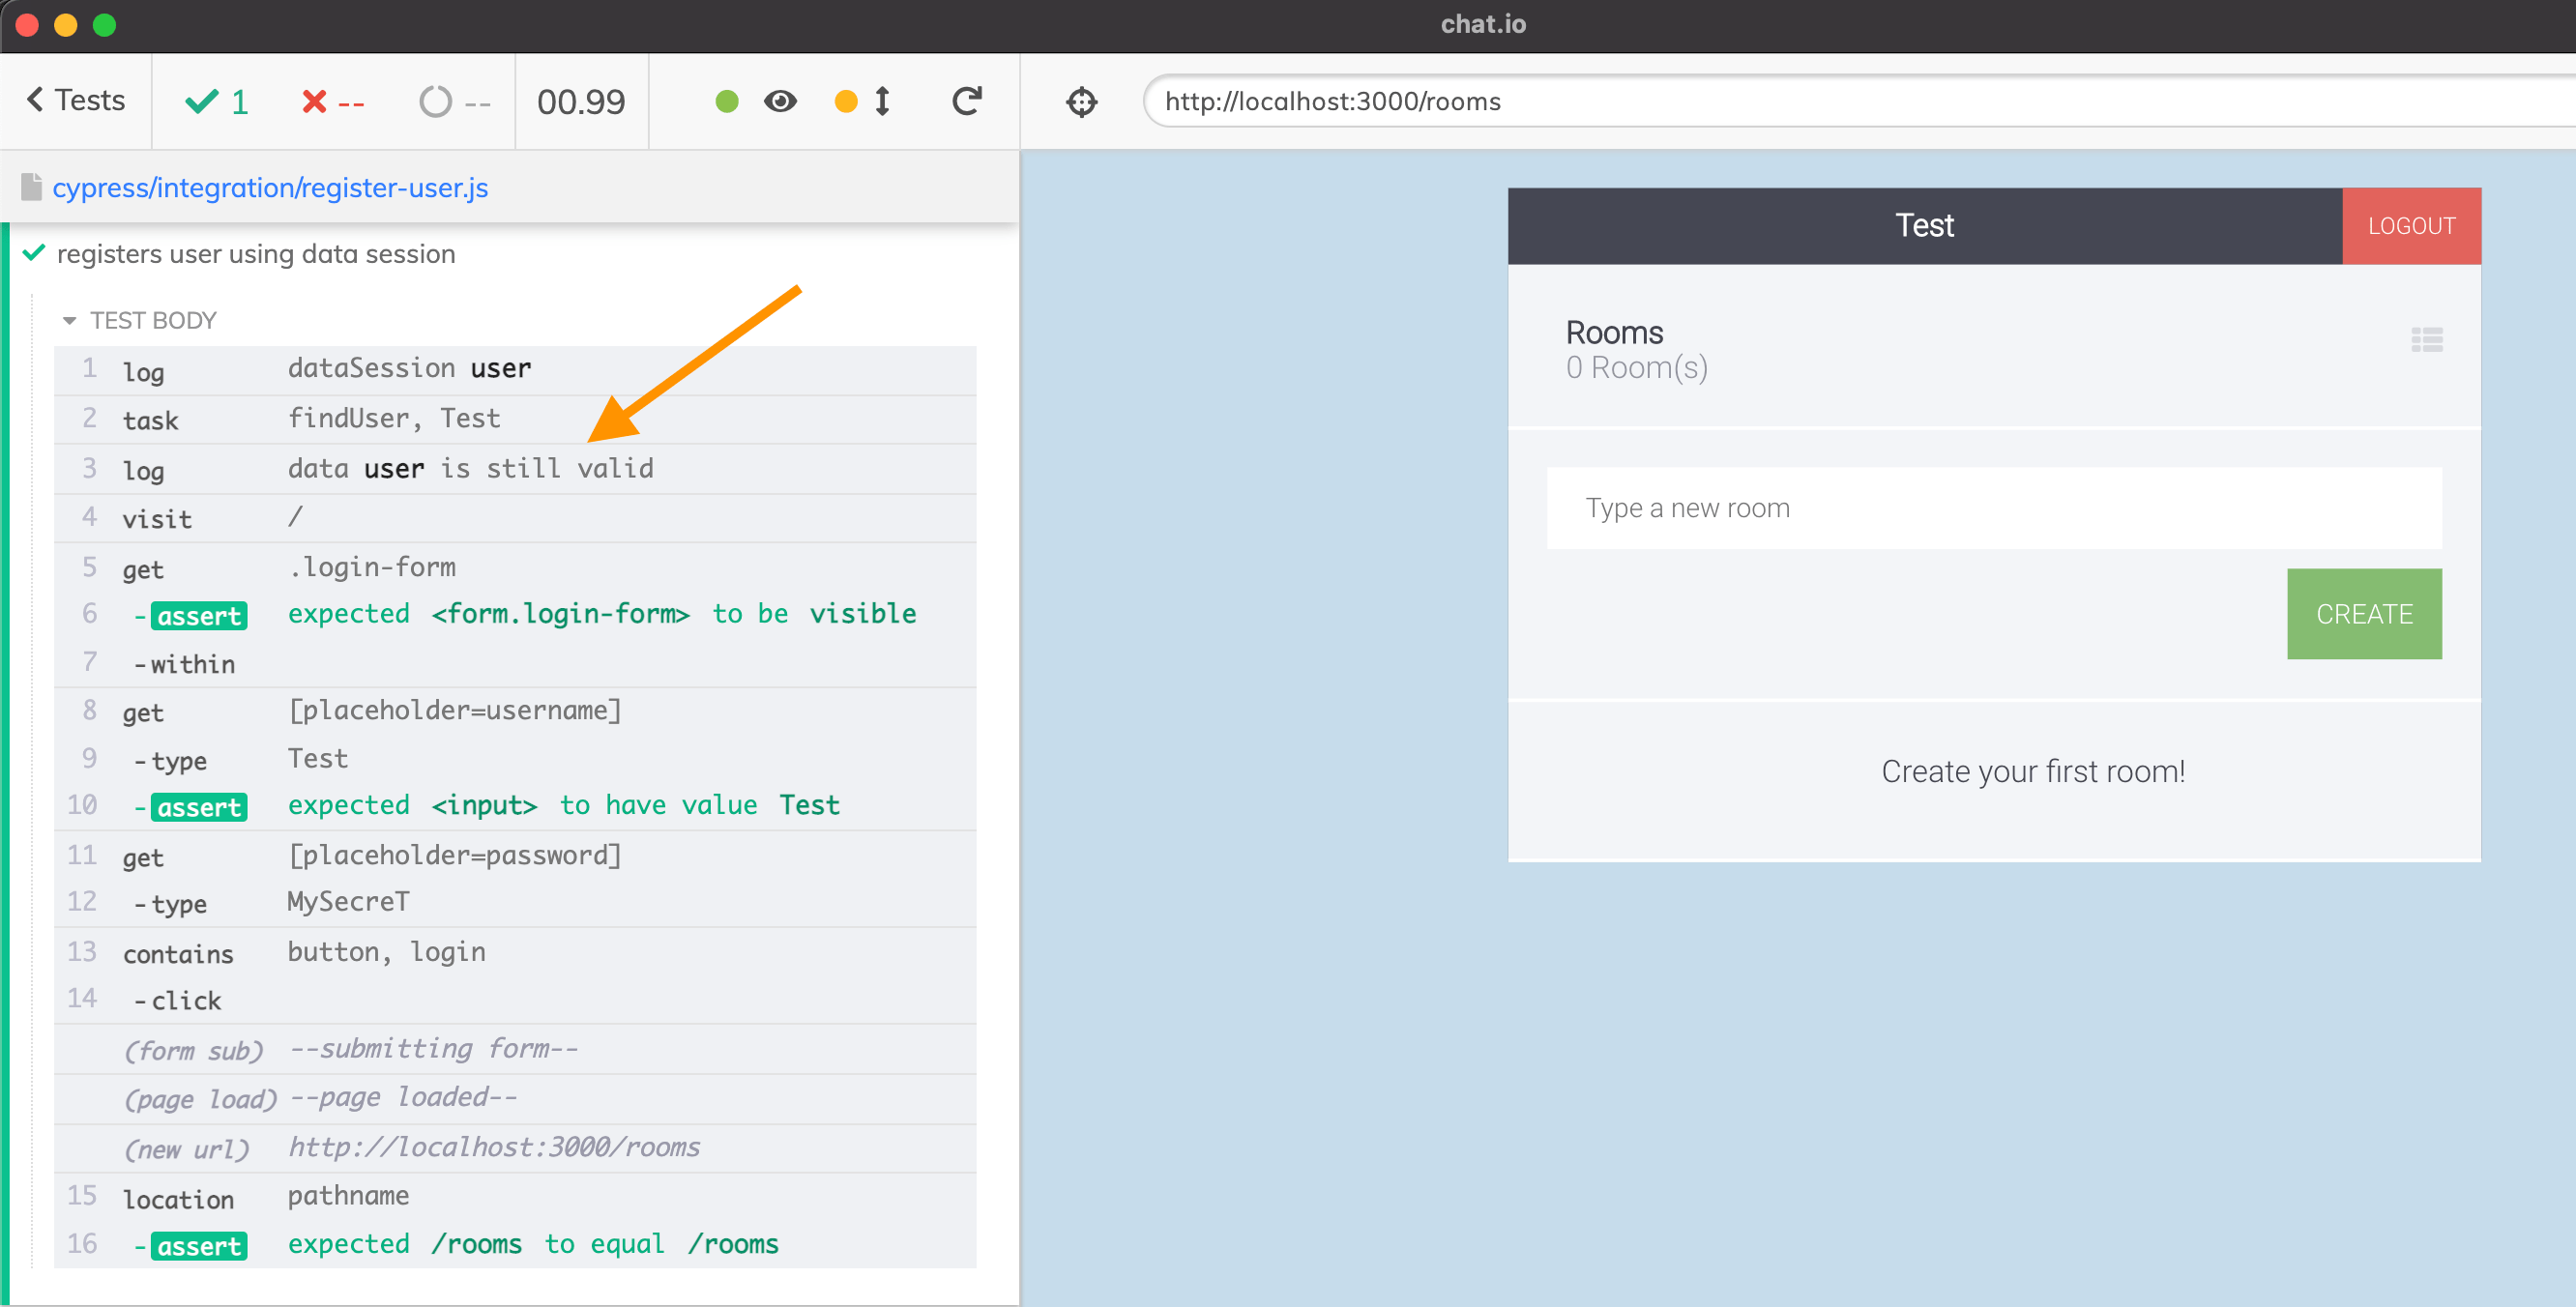 chat.io
Tests
1
--
--
00.99
http://localhost:3000/rooms
cypress/integration/register-user.js
registers user using data session
TEST BODY
1 log dataSession user
2 task findUser, Test
3 log data user is still valid
4 visit /
5 get .login-form
6 -assert expected <form.login-form> to be visible
7 -within
8 get [placeholder=username]
9 -type Test
10 -assert expected <input> to have value Test
11 get [placeholder=password]
12 -type MySecreT
13 contains button, login
14 -click
(form sub) --submitting form--
(page load) --page loaded--
(new url) http://localhost:3000/rooms
15 location pathname
16 -assert expected /rooms to equal /rooms
Test
LOGOUT
Rooms
0 Room(s)
Type a new room
CREATE
Create your first room!